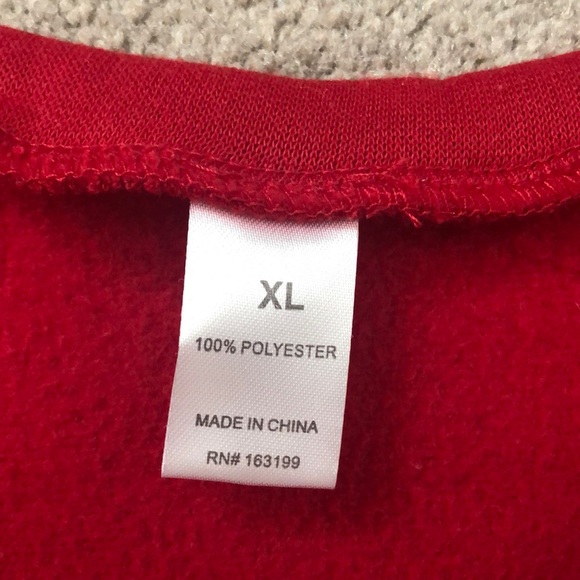 XL
100% POLYESTER
MADE IN CHINA
RN# 163199